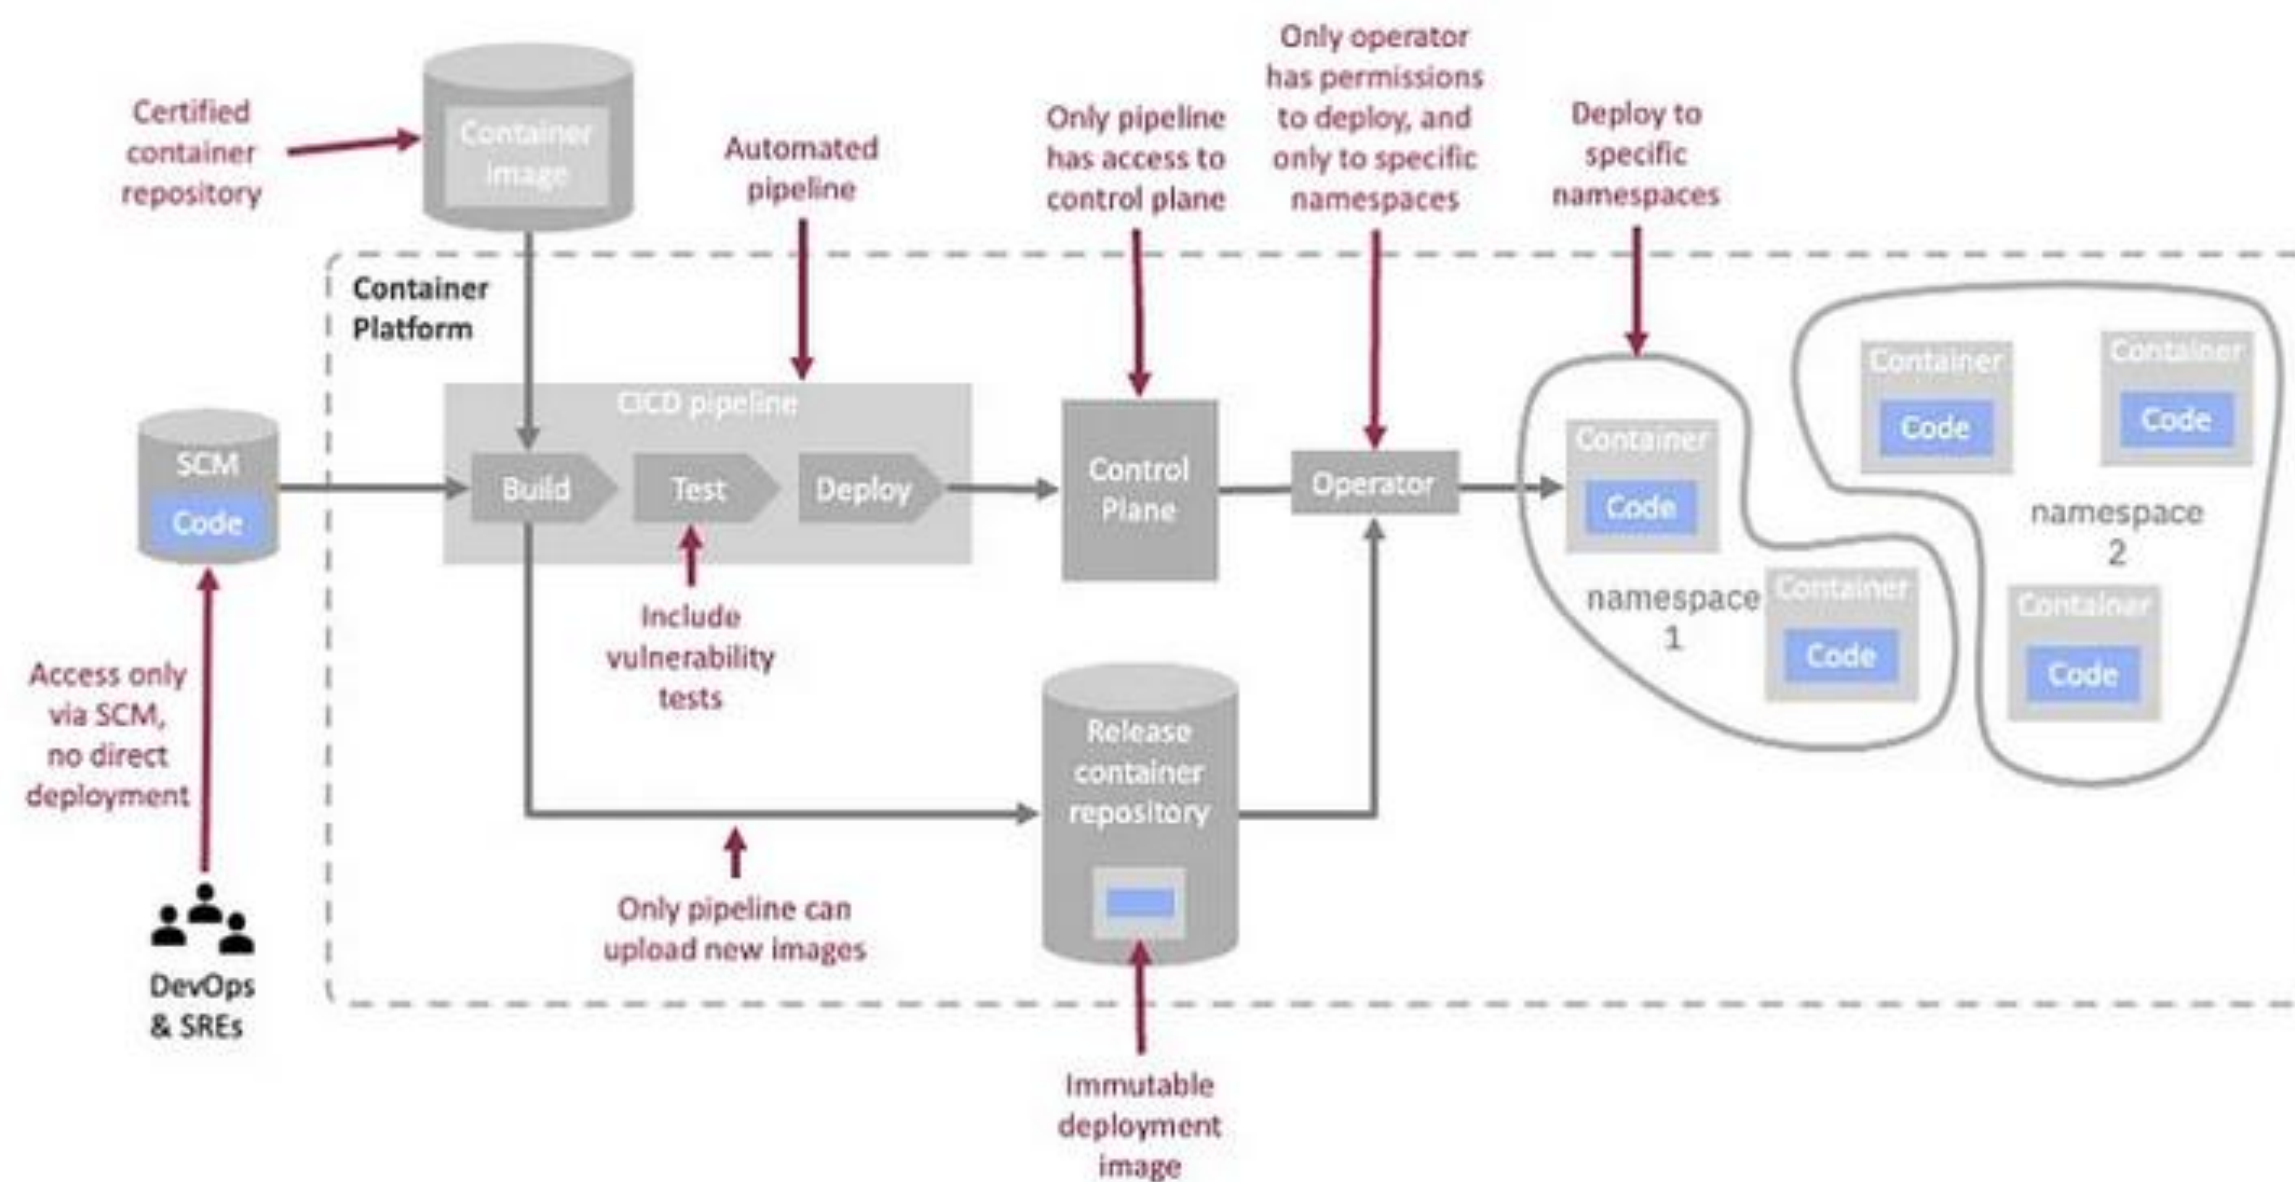 Certified
container
repository
Container
image
Automated
pipeline
Only pipeline
has access to
control plane
Only operator
has permissions
to deploy, and
only to specific
namespaces
Deploy to
specific
namespaces
Container
Platform
CICD pipeline
SCM
Code
Build
Test
Deploy
Control
Plane
Operator
Container
Code
namespace
1
Container
Code
Container
Code
Container
Code
namespace
2
Container
Code
Include
vulnerability
tests
Access only
via SCM,
no direct
deployment
DevOps
& SREs
Only pipeline can
upload new images
Release
container
repository
Immutable
deployment
image